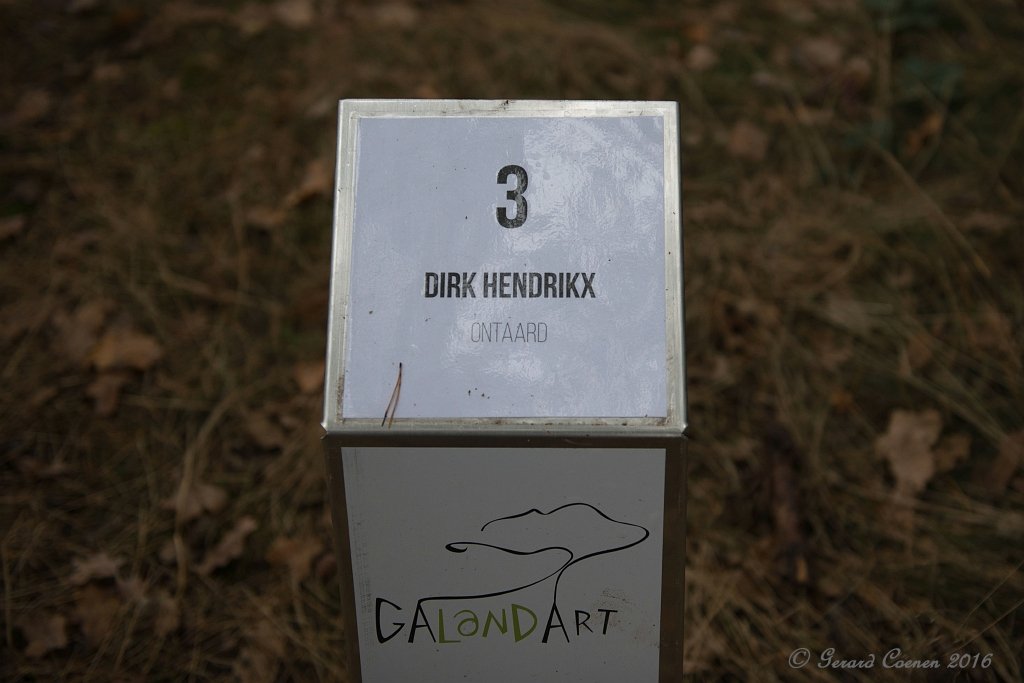 3
DIRK HENDRIKX
ONTAARD
GALANDART
© Gerard Coenen 2016